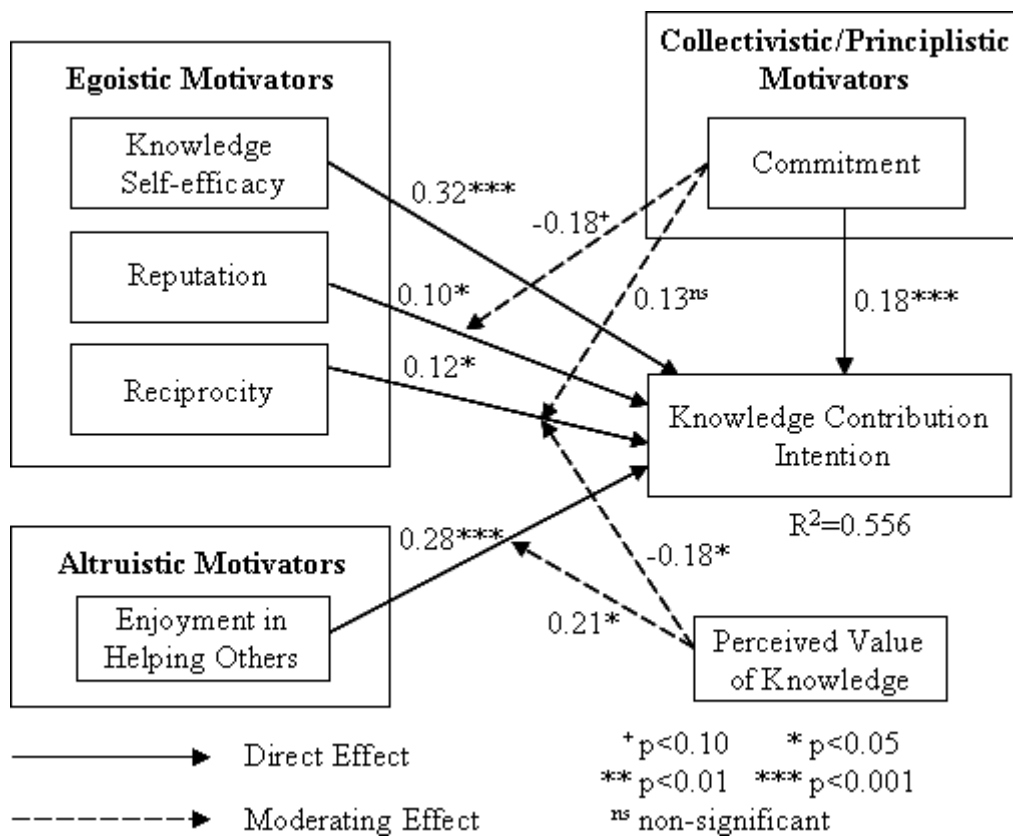 Egoistic Motivators
Knowledge
Self-efficacy
Reputation
Reciprocity
Collectivistic/Principlistic
Motivators
Commitment
0.32***
-0.18⁺
0.10*
0.13ⁿˢ
0.18***
0.12*
Knowledge Contribution
Intention
R²=0.556
Altruistic Motivators
Enjoyment in
Helping Others
0.28***
-0.18*
0.21*
Perceived Value
of Knowledge
Direct Effect
Moderating Effect
⁺ p<0.10 * p<0.05
** p<0.01 *** p<0.001
ⁿˢ non-significant